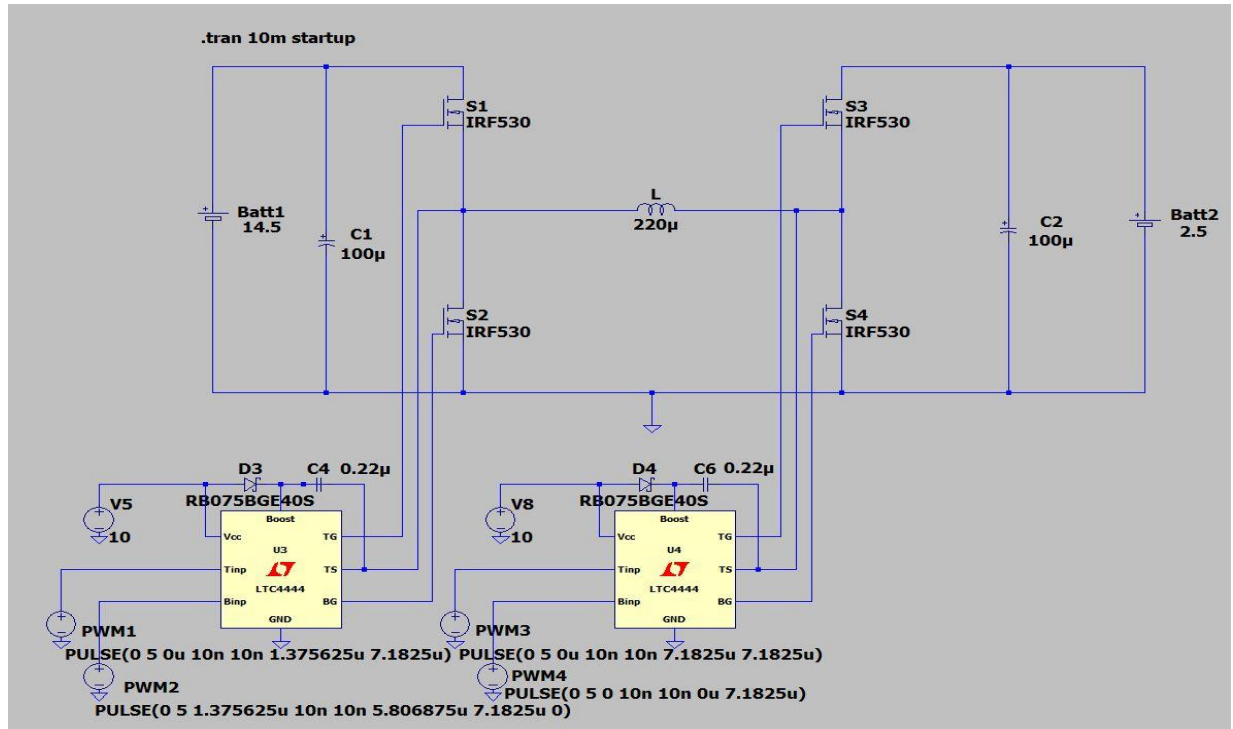 .tran 10m startup
S1
IRF530
S3
IRF530
L
220µ
Batt1
14.5
C1
100µ
C2
100µ
Batt2
2.5
S2
IRF530
S4
IRF530
D3 C4 0.22µ
RB075BGE40S
D4 C6 0.22µ
RB075BGE40S
V5
10
Boost
Vcc TG
U3
Tinp TS
LTC4444
Binp BG
GND
V8
10
Boost
Vcc TG
U4
Tinp TS
LTC4444
Binp BG
GND
PWM1
PULSE(0 5 0u 10n 10n 1.375625u 7.1825u)
PWM2
PULSE(0 5 1.375625u 10n 10n 5.806875u 7.1825u 0)
PWM3
PULSE(0 5 0u 10n 10n 7.1825u 7.1825u)
PWM4
PULSE(0 5 0 10n 10n 0u 7.1825u)